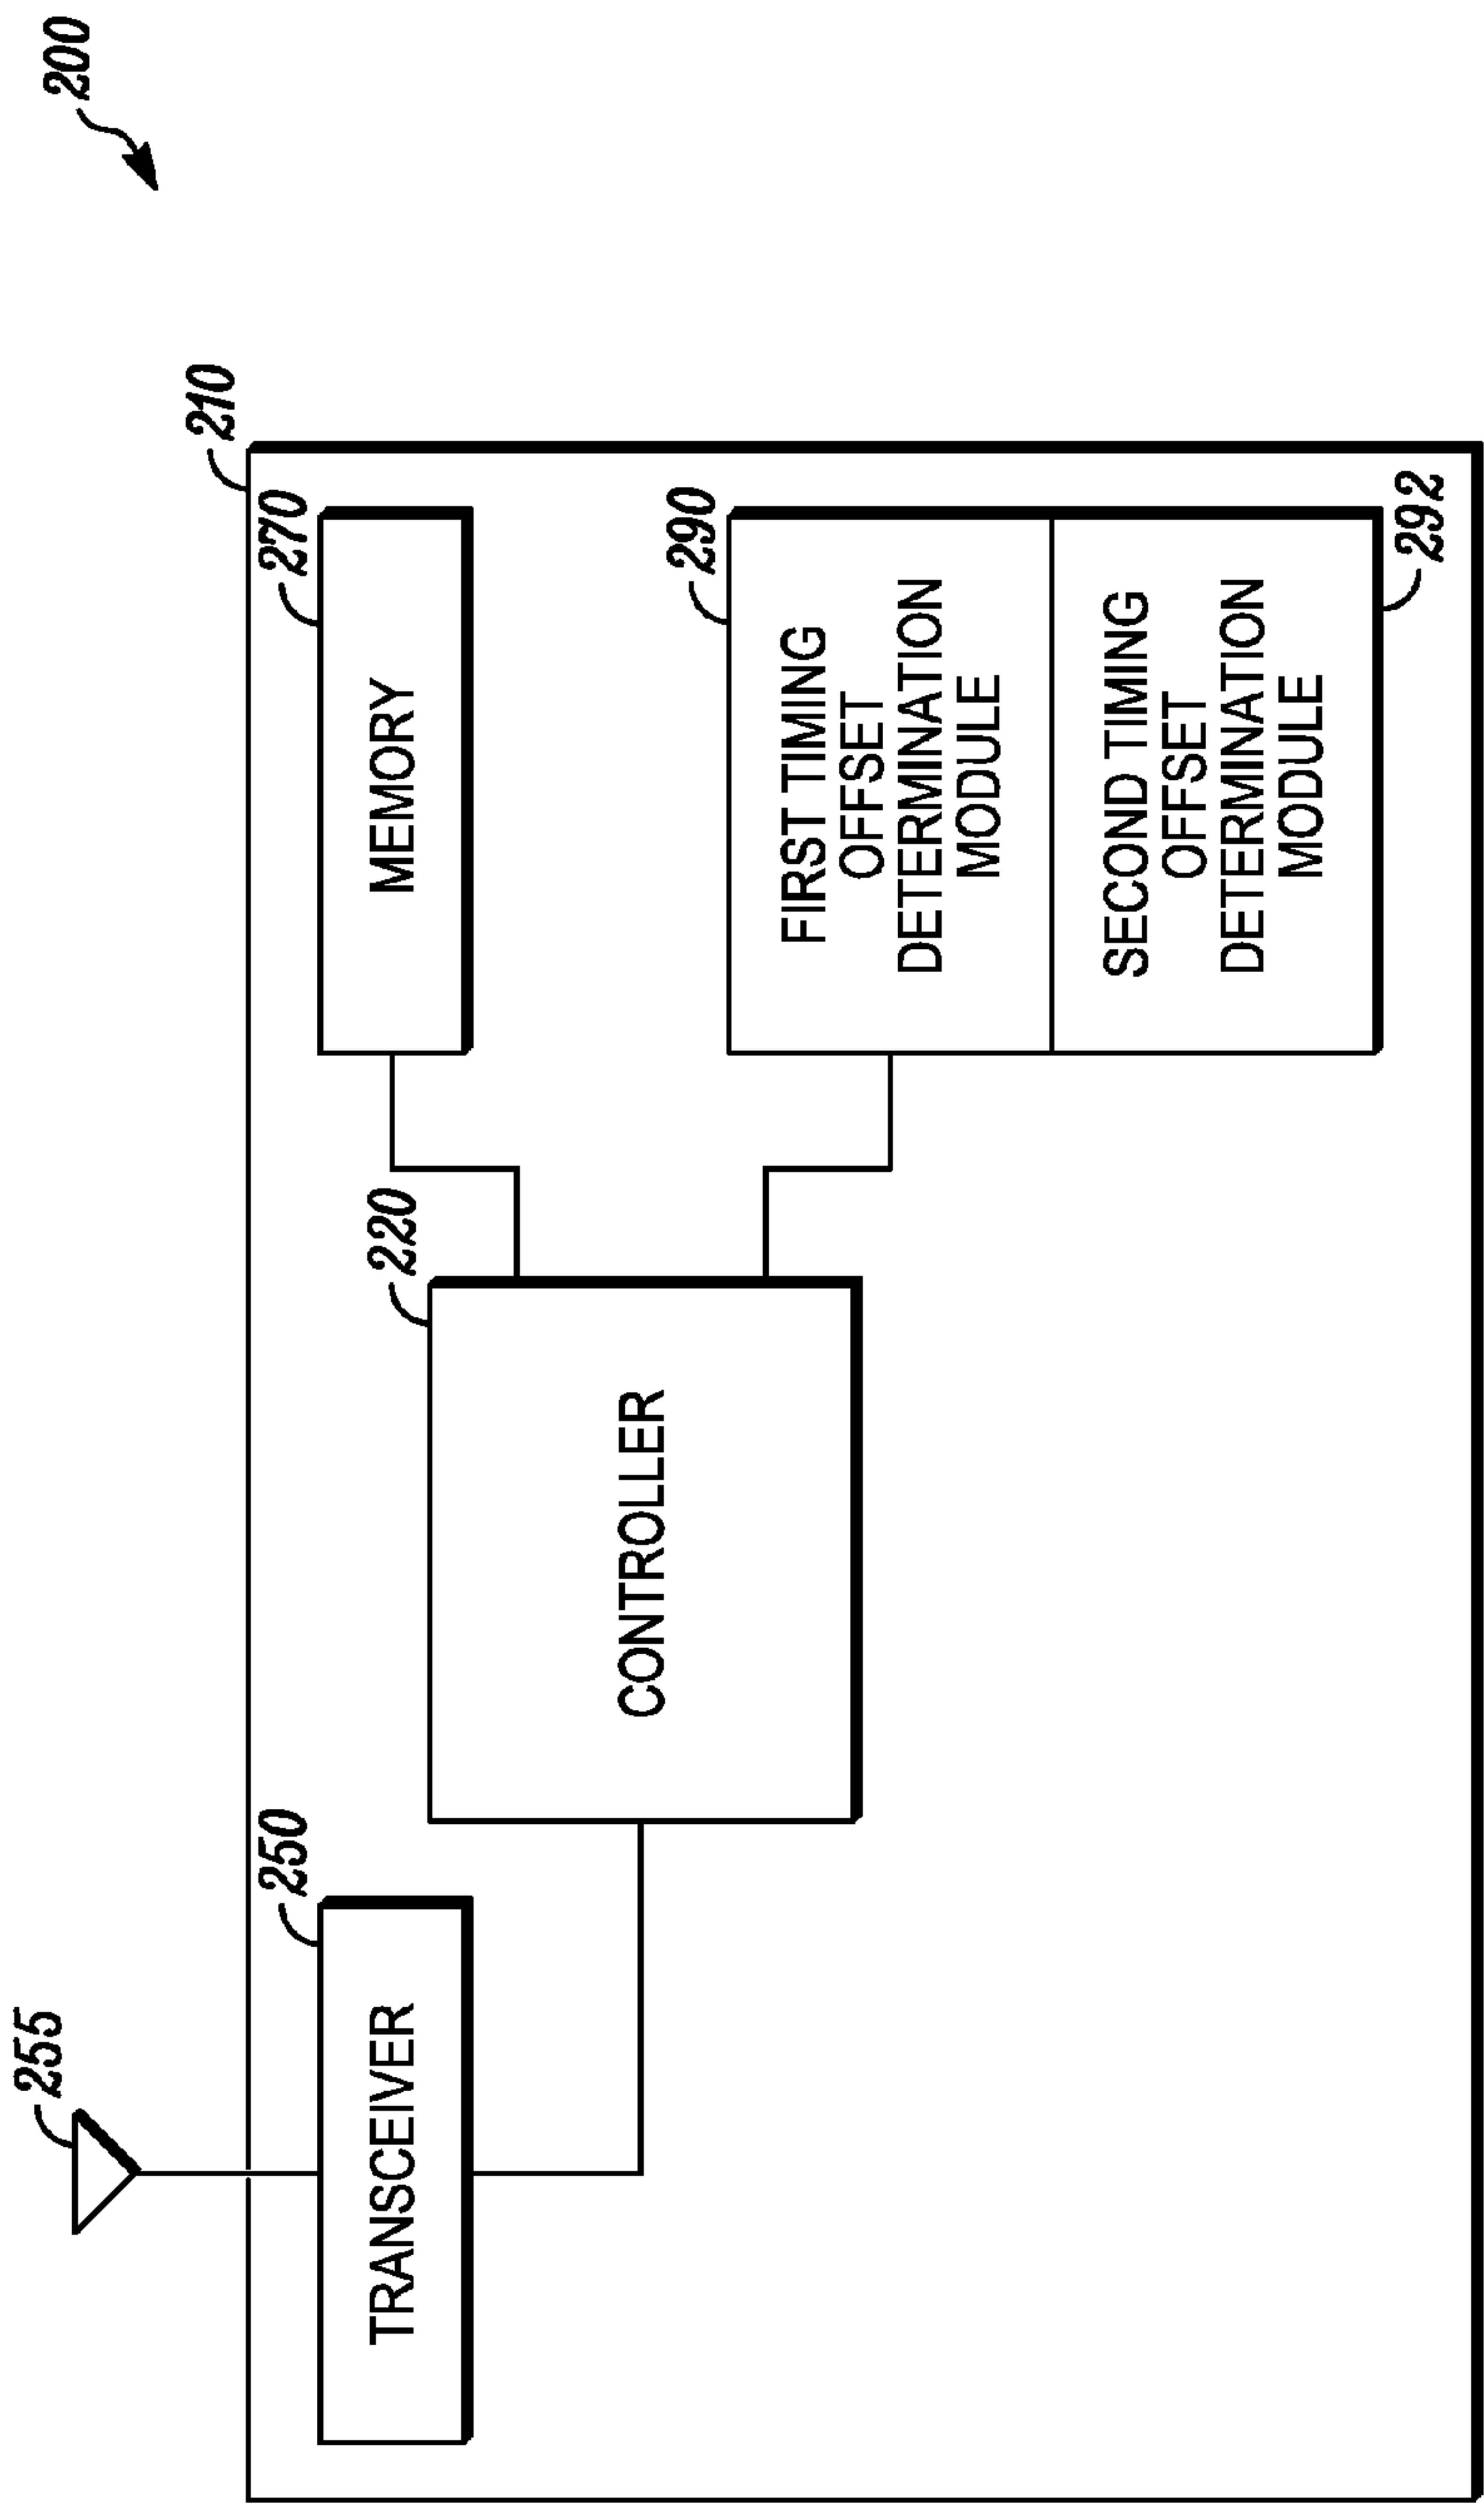 200
210
255
250
TRANSCEIVER
220
CONTROLLER
270
MEMORY
290
FIRST TIMING
OFFSET
DETERMINATION
MODULE
SECOND TIMING
OFFSET
DETERMINATION
MODULE
292